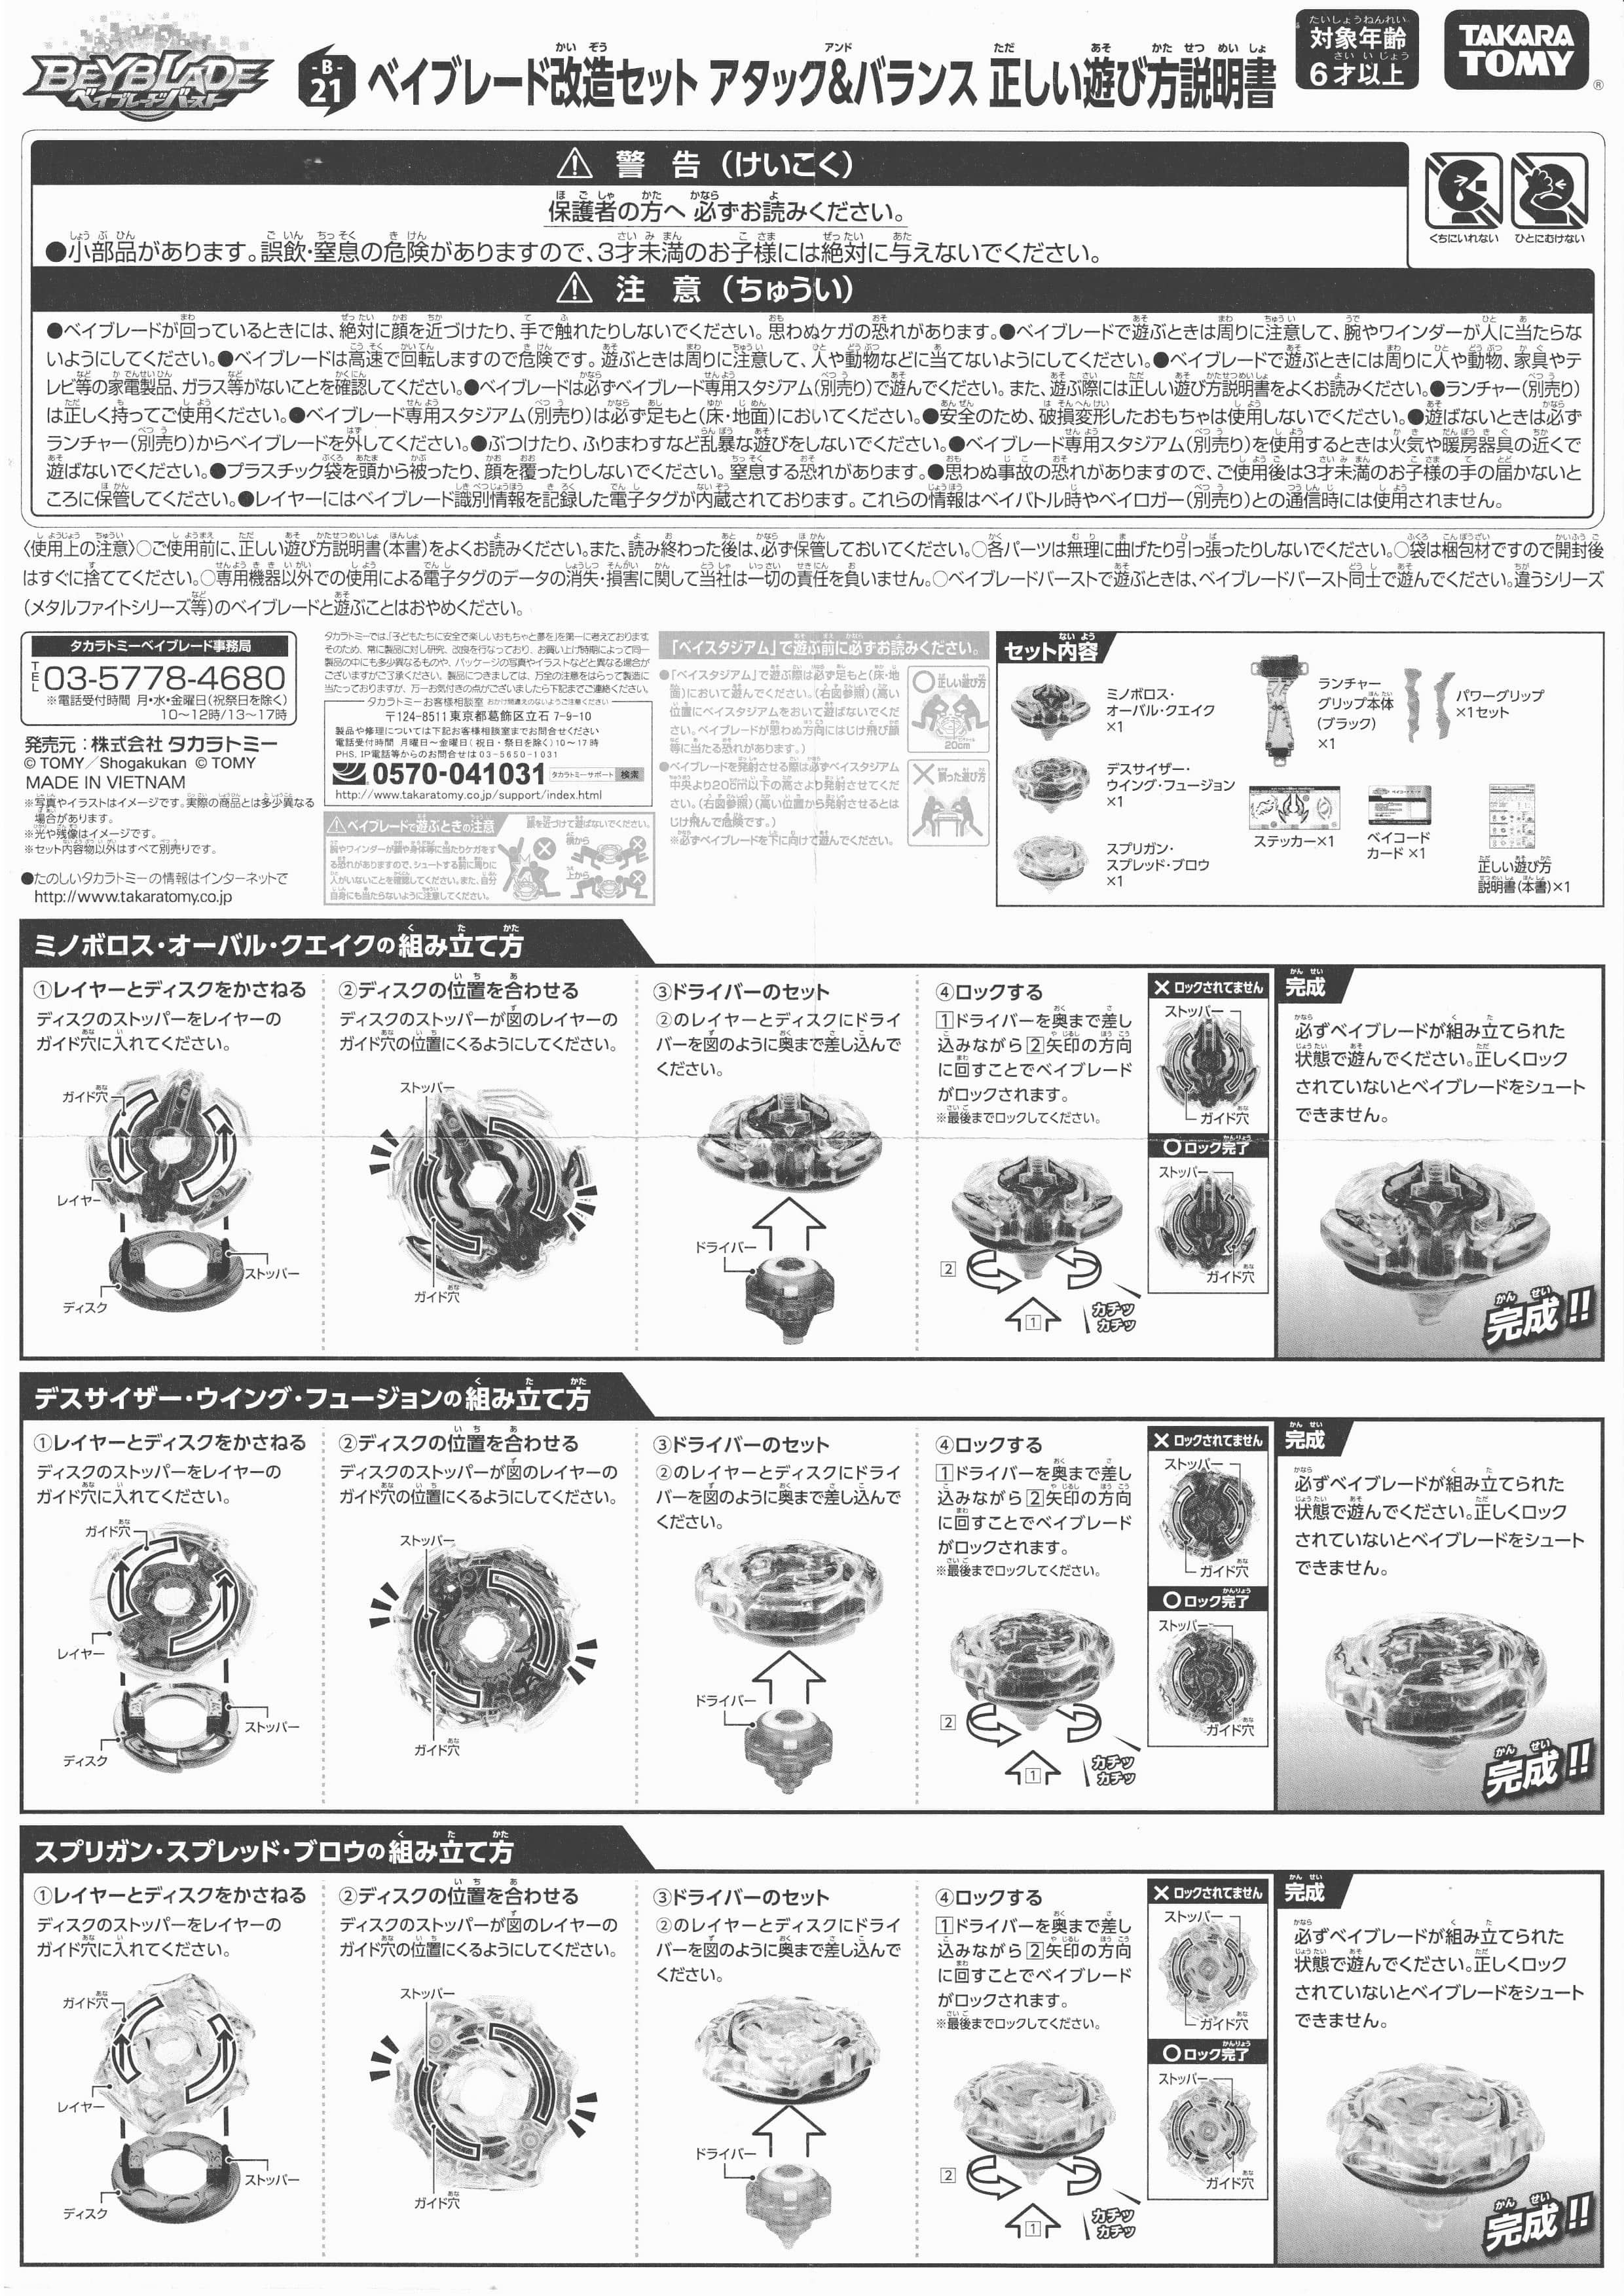 BEYBLADE
ベイブレードバースト
-B-
21
ベイブレード改造セット アタック&バランス 正しい遊び方説明書
対象年齢
6才以上
TAKARA
TOMY
®
⚠ 警 告 (けいこく)
保護者の方へ 必ずお読みください。
●小部品があります。誤飲・窒息の危険がありますので、3才未満のお子様には絶対に与えないでください。
くちにいれない
ひとにむけない
⚠ 注 意 (ちゅうい)
●ベイブレードが回っているときには、絶対に顔を近づけたり、手で触れたりしないでください。思わぬケガの恐れがあります。●ベイブレードで遊ぶときは周りに注意して、腕やワインダーが人に当たらな
いようにしてください。●ベイブレードは高速で回転しますので危険です。遊ぶときは周りに注意して、人や動物などに当てないようにしてください。●ベイブレードで遊ぶときには周りに人や動物、家具やテ
レビ等の家電製品、ガラス等がないことを確認してください。●ベイブレードは必ずベイブレード専用スタジアム(別売り)で遊んでください。また、遊ぶ際には正しい遊び方説明書をよくお読みください。●ランチャー(別売り)
は正しく持ってご使用ください。●ベイブレード専用スタジアム(別売り)は必ず足もと(床・地面)においてください。●安全のため、破損変形したおもちゃは使用しないでください。●遊ばないときは必ず
ランチャー(別売り)からベイブレードを外してください。●ぶつけたり、ふりまわすなど乱暴な遊びをしないでください。●ベイブレード専用スタジアム(別売り)を使用するときは火気や暖房器具の近くで
遊ばないでください。●プラスチック袋を頭から被ったり、顔を覆ったりしないでください。窒息する恐れがあります。●思わぬ事故の恐れがありますので、ご使用後は3才未満のお子様の手の届かないと
ころに保管してください。●レイヤーにはベイブレード識別情報を記録した電子タグが内蔵されております。これらの情報はベイバトル時やベイロガー(別売り)との通信時には使用されません。
〈使用上の注意〉○ご使用前に、正しい遊び方説明書(本書)をよくお読みください。また、読み終わった後は、必ず保管しておいてください。○各パーツは無理に曲げたり引っ張ったりしないでください。○袋は梱包材ですので開封後
はすぐに捨ててください。○専用機器以外での使用による電子タグのデータの消失・損害に関して当社は一切の責任を負いません。○ベイブレードバーストで遊ぶときは、ベイブレードバースト同士で遊んでください。違うシリーズ
(メタルファイトシリーズ等)のベイブレードと遊ぶことはおやめください。
タカラトミーベイブレード事務局
TEL 03-5778-4680
※電話受付時間 月・水・金曜日(祝祭日を除く)
10〜12時/13〜17時
発売元:株式会社 タカラトミー
© TOMY/Shogakukan © TOMY
MADE IN VIETNAM
※写真やイラストはイメージです。実際の商品とは多少異なる
場合があります。
※光や残像はイメージです。
※セット内容物以外はすべて別売りです。
●たのしいタカラトミーの情報はインターネットで
http://www.takaratomy.co.jp
タカラトミーでは、「子どもたちに安全で楽しいおもちゃと夢を」を第一に考えております。
そのため、常に製品に対し研究、改良を行なっており、お買い上げ時期によって同一
製品の中にも多少異なるものや、パッケージの写真やイラストなどと異なる場合が
ございますがご了承ください。製品につきましては、万全の注意をはらって製造に
当たっておりますが、万一お気付きの点がございましたら下記までご連絡ください。
タカラトミーお客様相談室 おかけ間違えのないようご注意ください
〒124-8511東京都葛飾区立石 7-9-10
製品や修理については下記お客様相談室までお問合せください
電話受付時間 月曜日〜金曜日(祝日・祭日を除く)10〜17時
PHS、IP電話等からのお問合せは03-5650-1031
0570-041031 タカラトミーサポート 検索
http://www.takaratomy.co.jp/support/index.html
⚠ベイブレードで遊ぶときの注意
顔を近づけて遊ばないでください。
腕やワインダーが顔や身体等に当たりケガをす
る恐れがありますので、シュートする前に周りに
人がいないことを確認してください。また、自分
自身にも当たらないように注意してください。
横から
上から
「ベイスタジアム」で遊ぶ前に必ずお読みください。
●「ベイスタジアム」で遊ぶ際は必ず足もと(床・地
面)において遊んでください。(右図参照)(高い
位置にベイスタジアムをおいて遊ばないでくだ
さい。ベイブレードが思わぬ方向にはじけ飛び顔
等に当たる恐れがあります。)
●ベイブレードを発射させる際は必ずベイスタジアム
中央より20cm以下の高さより発射させてくだ
さい。(右図参照)(高い位置から発射させるとは
じけ飛んで危険です。)
※必ずベイブレードを下に向けて遊んでください。
○正しい遊び方
20cm
×誤った遊び方
セット内容
ミノボロス・
オーバル・クエイク
×1
デスサイザー・
ウイング・フュージョン
×1
スプリガン・
スプレッド・ブロウ
×1
ランチャー
グリップ本体
(ブラック)
×1
パワーグリップ
×1セット
ステッカー×1
ベイコード
カード ×1
正しい遊び方
説明書(本書)×1
ミノボロス・オーバル・クエイクの組み立て方
①レイヤーとディスクをかさねる
ディスクのストッパーをレイヤーの
ガイド穴に入れてください。
ガイド穴
レイヤー
ストッパー
ディスク
②ディスクの位置を合わせる
ディスクのストッパーが図のレイヤーの
ガイド穴の位置にくるようにしてください。
ストッパー
ガイド穴
③ドライバーのセット
②のレイヤーとディスクにドライ
バーを図のように奥まで差し込んで
ください。
ドライバー
④ロックする
1ドライバーを奥まで差し
込みながら2矢印の方向
に回すことでベイブレード
がロックされます。
※最後までロックしてください。
2
1
カチッ
カチッ
×ロックされてません
ストッパー
ガイド穴
○ロック完了
ストッパー
ガイド穴
完成
必ずベイブレードが組み立てられた
状態で遊んでください。正しくロック
されていないとベイブレードをシュート
できません。
完成!!
デスサイザー・ウイング・フュージョンの組み立て方
①レイヤーとディスクをかさねる
ディスクのストッパーをレイヤーの
ガイド穴に入れてください。
ガイド穴
レイヤー
ストッパー
ディスク
②ディスクの位置を合わせる
ディスクのストッパーが図のレイヤーの
ガイド穴の位置にくるようにしてください。
ストッパー
ガイド穴
③ドライバーのセット
②のレイヤーとディスクにドライ
バーを図のように奥まで差し込んで
ください。
ドライバー
④ロックする
1ドライバーを奥まで差し
込みながら2矢印の方向
に回すことでベイブレード
がロックされます。
※最後までロックしてください。
2
1
カチッ
カチッ
×ロックされてません
ストッパー
ガイド穴
○ロック完了
ストッパー
ガイド穴
完成
必ずベイブレードが組み立てられた
状態で遊んでください。正しくロック
されていないとベイブレードをシュート
できません。
完成!!
スプリガン・スプレッド・ブロウの組み立て方
①レイヤーとディスクをかさねる
ディスクのストッパーをレイヤーの
ガイド穴に入れてください。
ガイド穴
レイヤー
ストッパー
ディスク
②ディスクの位置を合わせる
ディスクのストッパーが図のレイヤーの
ガイド穴の位置にくるようにしてください。
ストッパー
ガイド穴
③ドライバーのセット
②のレイヤーとディスクにドライ
バーを図のように奥まで差し込んで
ください。
ドライバー
④ロックする
1ドライバーを奥まで差し
込みながら2矢印の方向
に回すことでベイブレード
がロックされます。
※最後までロックしてください。
2
1
カチッ
カチッ
×ロックされてません
ストッパー
ガイド穴
○ロック完了
ストッパー
ガイド穴
完成
必ずベイブレードが組み立てられた
状態で遊んでください。正しくロック
されていないとベイブレードをシュート
できません。
完成!!